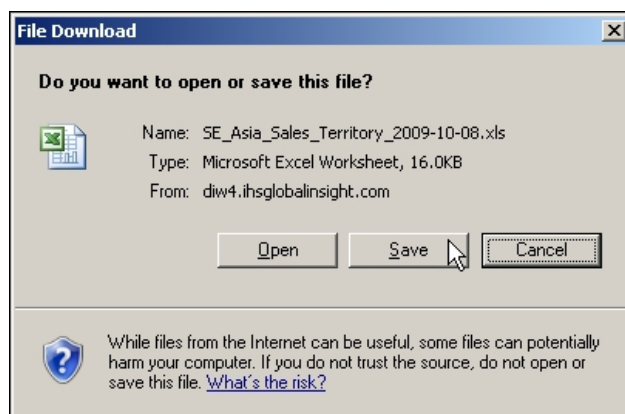 File Download
Do you want to open or save this file?
Name: SE_Asia_Sales_Territory_2009-10-08.xls
Type: Microsoft Excel Worksheet, 16.0KB
From: diw4.ihsglobalinsight.com
Open Save Cancel
While files from the Internet can be useful, some files can potentially
harm your computer. If you do not trust the source, do not open or
save this file. What's the risk?